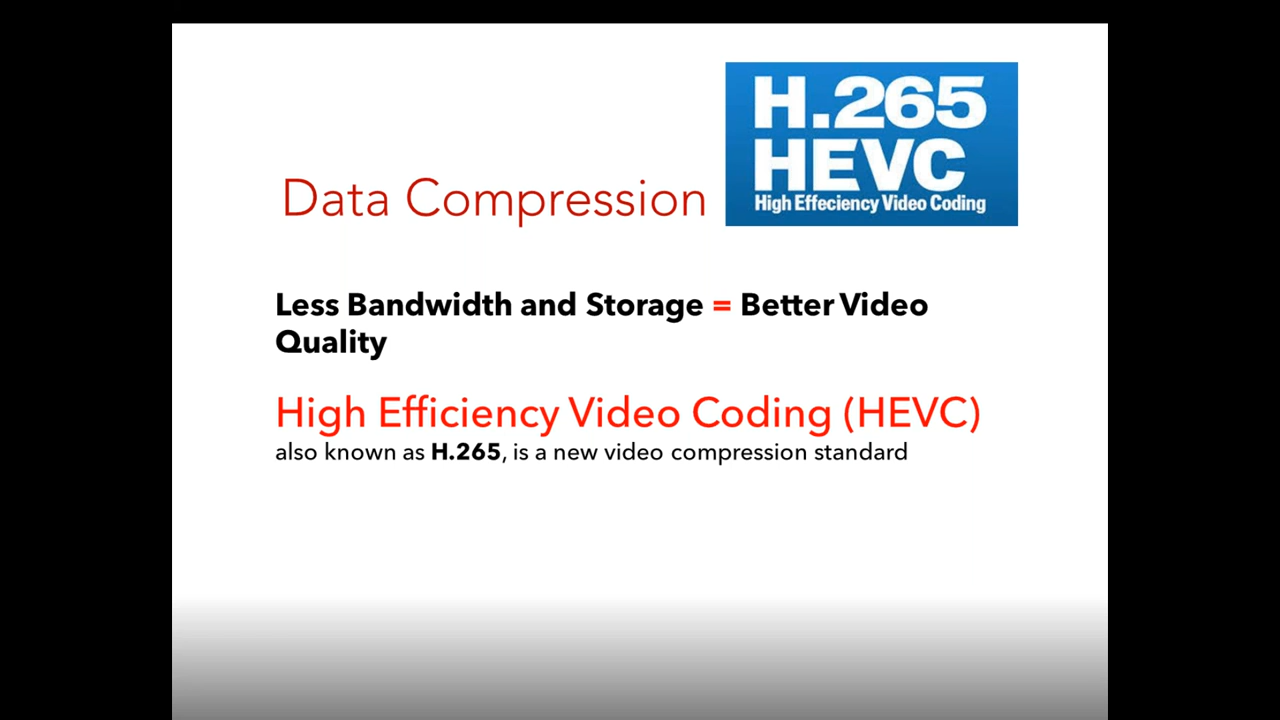 H.265
HEVC
High Effeciency Video Coding
Data Compression
Less Bandwidth and Storage = Better Video
Quality
High Efficiency Video Coding (HEVC)
also known as H.265, is a new video compression standard